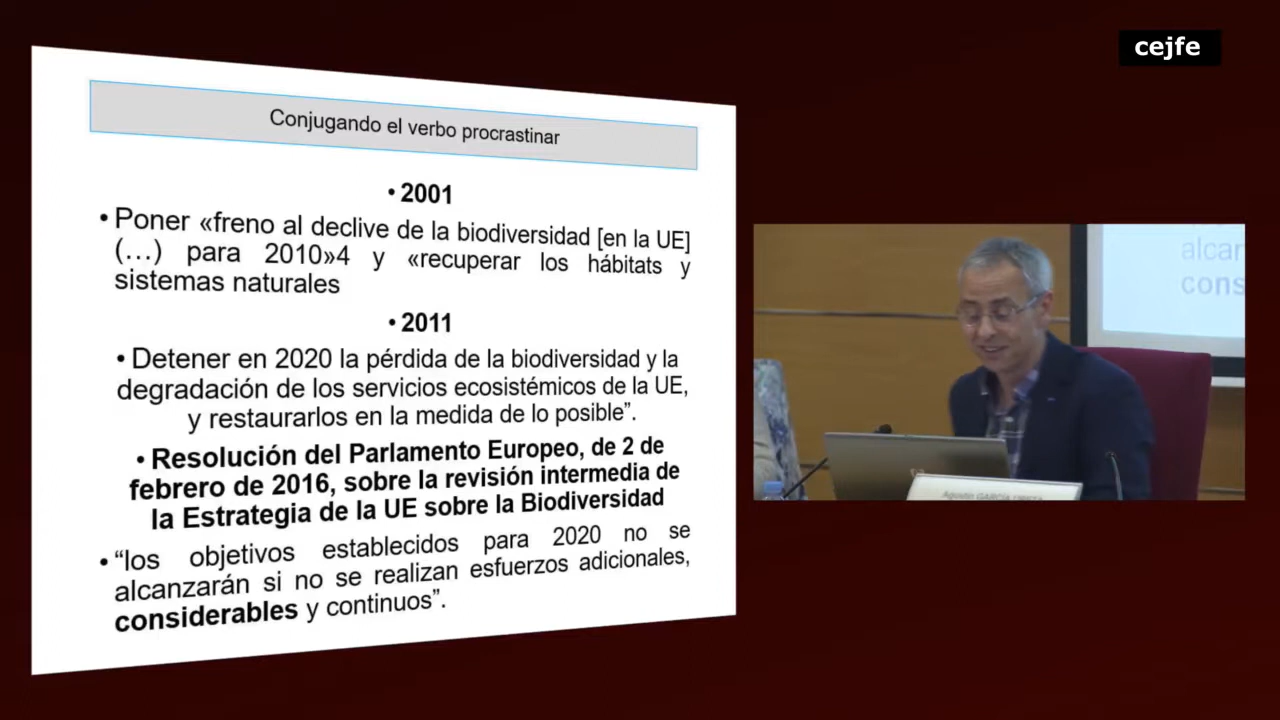 cejfe
Conjugando el verbo procrastinar
• 2001
• Poner «freno al declive de la biodiversidad [en la UE]
(…) para 2010»4 y «recuperar los hábitats y
sistemas naturales
• 2011
• Detener en 2020 la pérdida de la biodiversidad y la
degradación de los servicios ecosistémicos de la UE,
y restaurarlos en la medida de lo posible”.
• Resolución del Parlamento Europeo, de 2 de
febrero de 2016, sobre la revisión intermedia de
la Estrategia de la UE sobre la Biodiversidad
• “los objetivos establecidos para 2020 no se
alcanzarán si no se realizan esfuerzos adicionales,
considerables y continuos”.
alcar
cons
Agustín GARCÍA